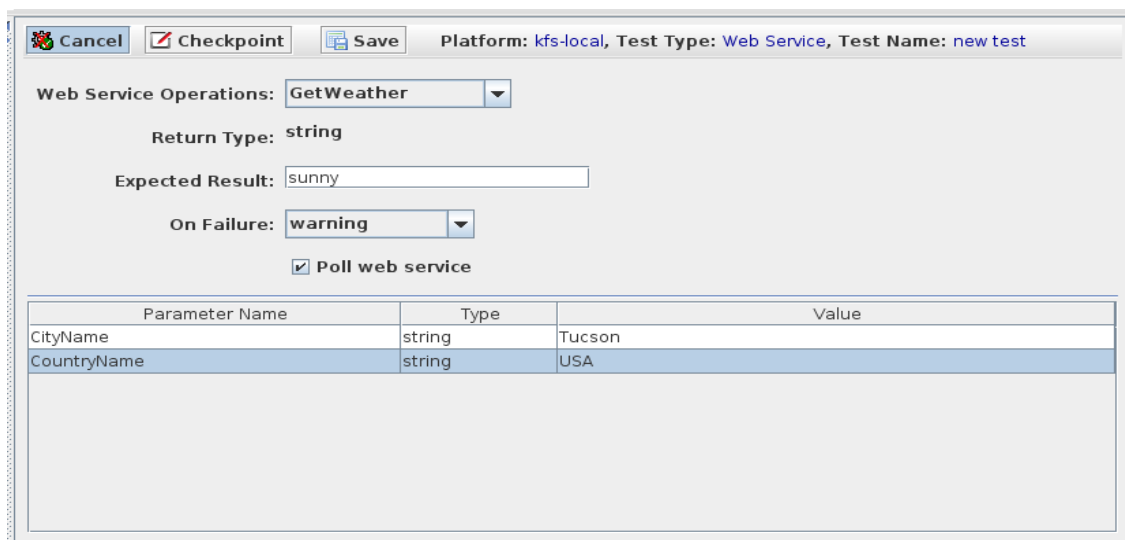 Cancel Checkpoint Save Platform: kfs-local, Test Type: Web Service, Test Name: new test
Web Service Operations: GetWeather
Return Type: string
Expected Result: sunny
On Failure: warning
Poll web service
Parameter Name Type Value
CityName string Tucson
CountryName string USA